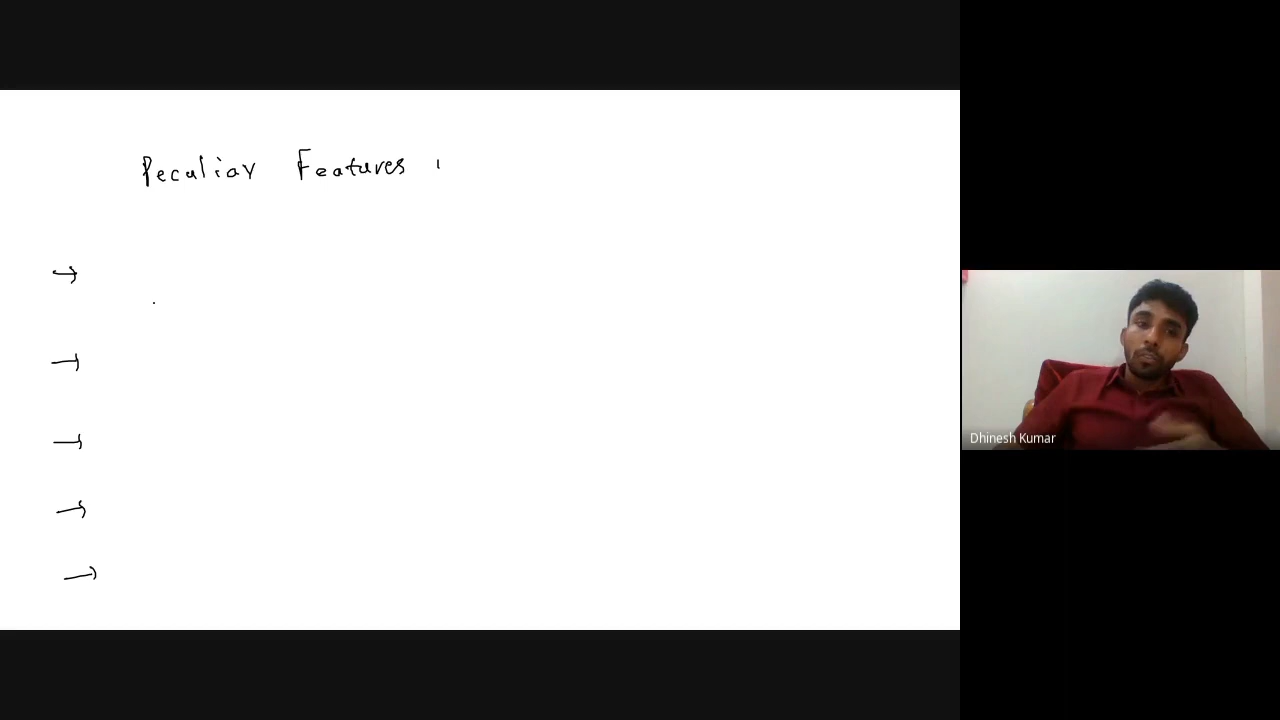 Peculiar Features
→
→
→
→
→
Dhinesh Kumar